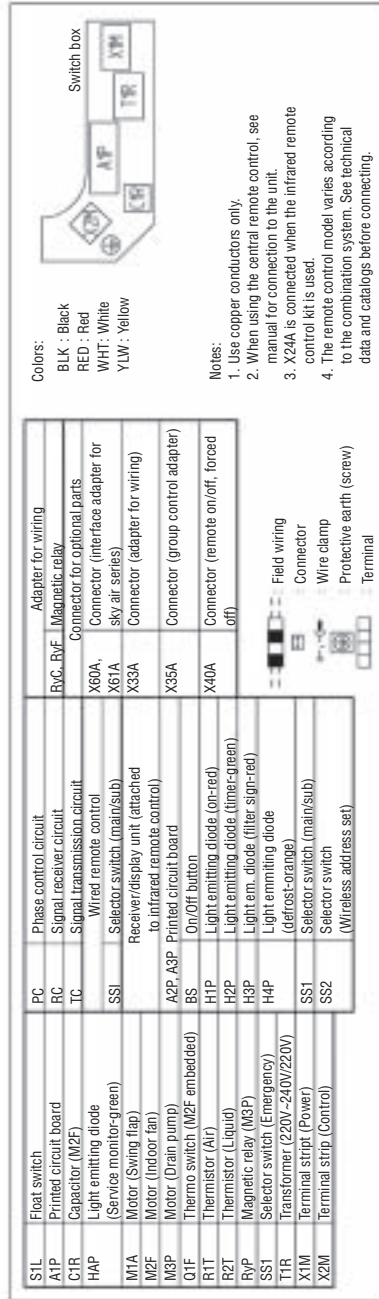 S1L Float switch
A1P Printed circuit board
C1R Capacitor (M2F)
HAP Light emitting diode
(Service monitor-green)
M1A Motor (Swing flap)
M2F Motor (Indoor fan)
M3P Motor (Drain pump)
Q1F Thermo switch (M2F embedded)
R1T Thermistor (Air)
R2T Thermistor (Liquid)
RyP Magnetic relay (M3P)
SS1 Selector switch (Emergency)
T1R Transformer (220V~240V/220V)
X1M Terminal stript (Power)
X2M Terminal strip (Control)
PC Phase control circuit
RC Signal receiver circuit
TC Signal transmission circuit
Wired remote control
SSI Selector switch (main/sub)
Receiver/display unit (attached
to infrared remote control)
A2P, A3P Printed circuit board
BS On/Off button
H1P Light emitting diode (on-red)
H2P Light emitting diode (timer-green)
H3P Light em. diode (filter sign-red)
H4P Light emmiting diode
(defrost-orange)
SS1 Selector switch (main/sub)
SS2 Selector switch
(Wireless address set)
Adapter for wiring
RyC, RyF Magnetic relay
Connector for optional parts
X60A, Connector (interface adapter for
X61A sky air series)
X33A Connector (adapter for wiring)
X35A Connector (group control adapter)
X40A Connector (remote on/off, forced
off)
: Field wiring
: Connector
: Wire clamp
: Protective earth (screw)
: Terminal
Colors:
BLK : Black
RED : Red
WHT: White
YLW : Yellow
Switch box
X2M
A1P
C1R
T1R
X1M
Notes:
1. Use copper conductors only.
2. When using the central remote control, see
manual for connection to the unit.
3. X24A is connected when the infrared remote
control kit is used.
4. The remote control model varies according
to the combination system. See technical
data and catalogs before connecting.